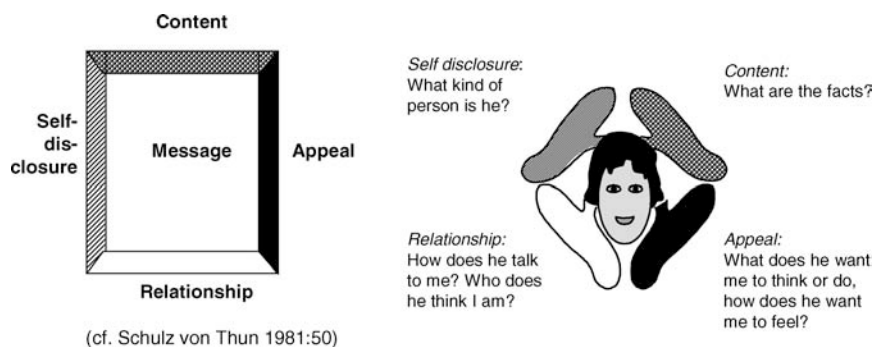 Content
Self-
dis-
closure
Message
Appeal
Relationship
(cf. Schulz von Thun 1981:50)
Self disclosure:
What kind of
person is he?
Content:
What are the facts?
Relationship:
How does he talk
to me? Who does
he think I am?
Appeal:
What does he want
me to think or do,
how does he want
me to feel?